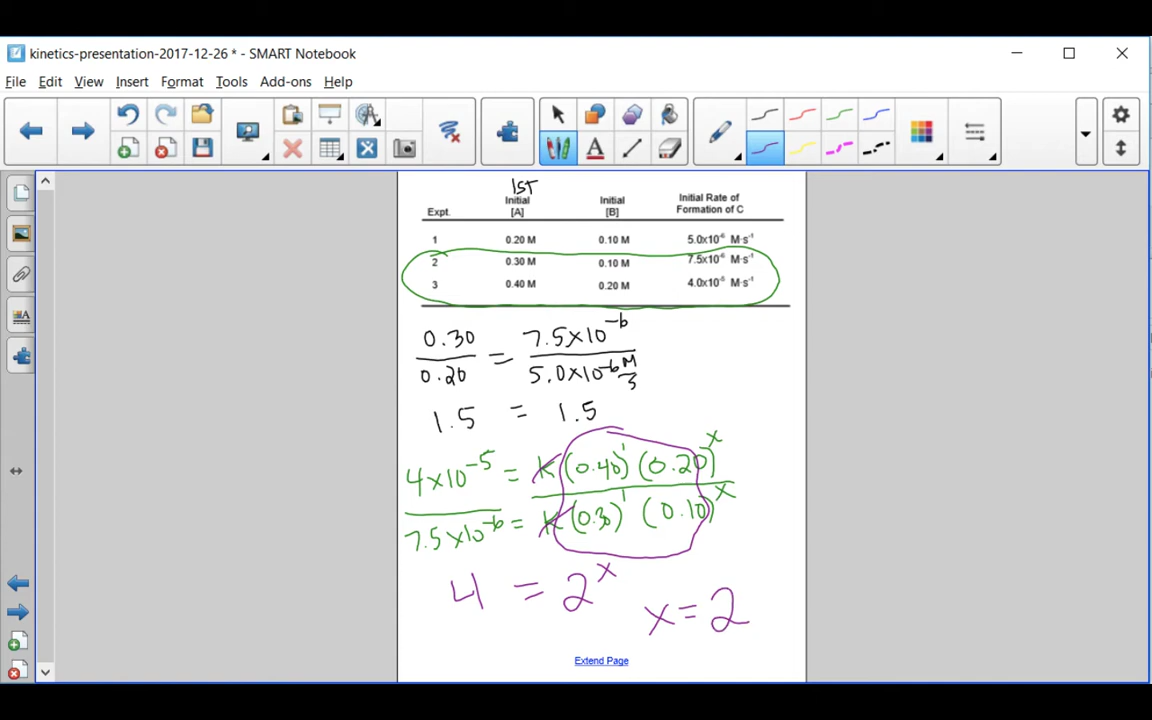 kinetics-presentation-2017-12-26 * - SMART Notebook
File Edit View Insert Format Tools Add-ons Help
1ST
Expt. Initial [A] Initial [B] Initial Rate of Formation of C
1 0.20 M 0.10 M 5.0x10⁻⁶ M·s⁻¹
2 0.30 M 0.10 M 7.5x10⁻⁶ M·s⁻¹
3 0.40 M 0.20 M 4.0x10⁻⁵ M·s⁻¹
0.30 = 7.5x10⁻⁶
0.20 5.0x10⁻⁶ M/s
1.5 = 1.5
4x10⁻⁵ = K(0.40)¹ (0.20)ˣ
7.5x10⁻⁶ = K(0.30)¹ (0.10)ˣ
4 = 2ˣ
x = 2
Extend Page